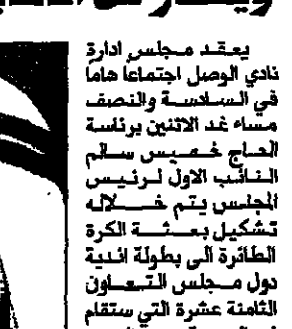 يعقد مجلس ادارة
نادي الوصل اجتماعا هاما
في السادسة والنصف
مساء غد الاثنين برئاسة
الحاج خميس سالم
النائب الاول لرئيس
المجلس يتم خلاله
تشكيل بعثة الكرة
الطائرة الى بطولة اندية
دول مجلس التعاون
الثامنة عشرة التي ستقام